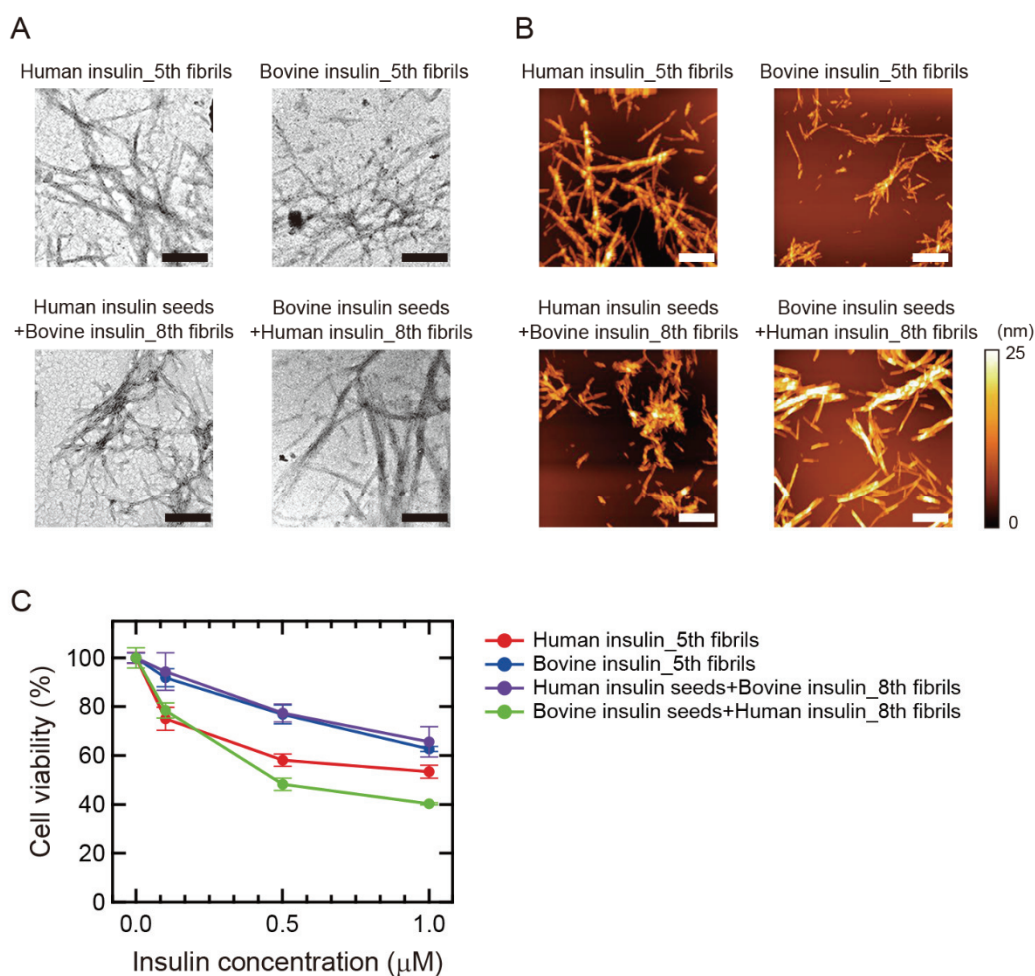 A
Human insulin_5th fibrils
Bovine insulin_5th fibrils
Human insulin seeds
+Bovine insulin_8th fibrils
Bovine insulin seeds
+Human insulin_8th fibrils
B
Human insulin_5th fibrils
Bovine insulin_5th fibrils
Human insulin seeds
+Bovine insulin_8th fibrils
Bovine insulin seeds
+Human insulin_8th fibrils
(nm)
25
0
C
Cell viability (%)
100
80
60
40
20
0
0.0
0.5
1.0
Insulin concentration (μM)
Human insulin_5th fibrils
Bovine insulin_5th fibrils
Human insulin seeds+Bovine insulin_8th fibrils
Bovine insulin seeds+Human insulin_8th fibrils